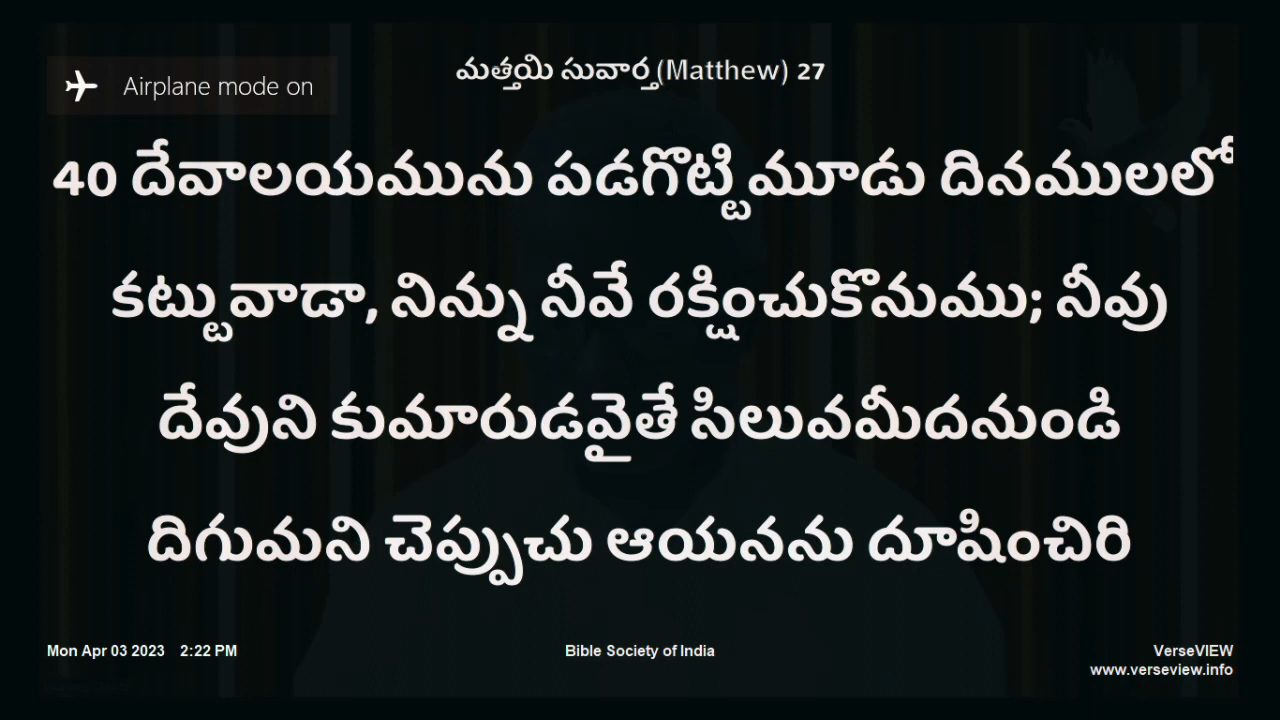 Airplane mode on
మత్తయి సువార్త(Matthew) 27
40 దేవాలయమును పడగొట్టిమూడు దినములలో
కట్టువాడా, నిన్ను నీవే రక్షించుకొనుము; నీవు
దేవుని కుమారుడవైతే సిలువమీదనుండి
దిగుమని చెప్పుచు ఆయనను దూషించిరి
Mon Apr 03 2023 2:22 PM
Bible Society of India
VerseVIEW
www.verseview.info